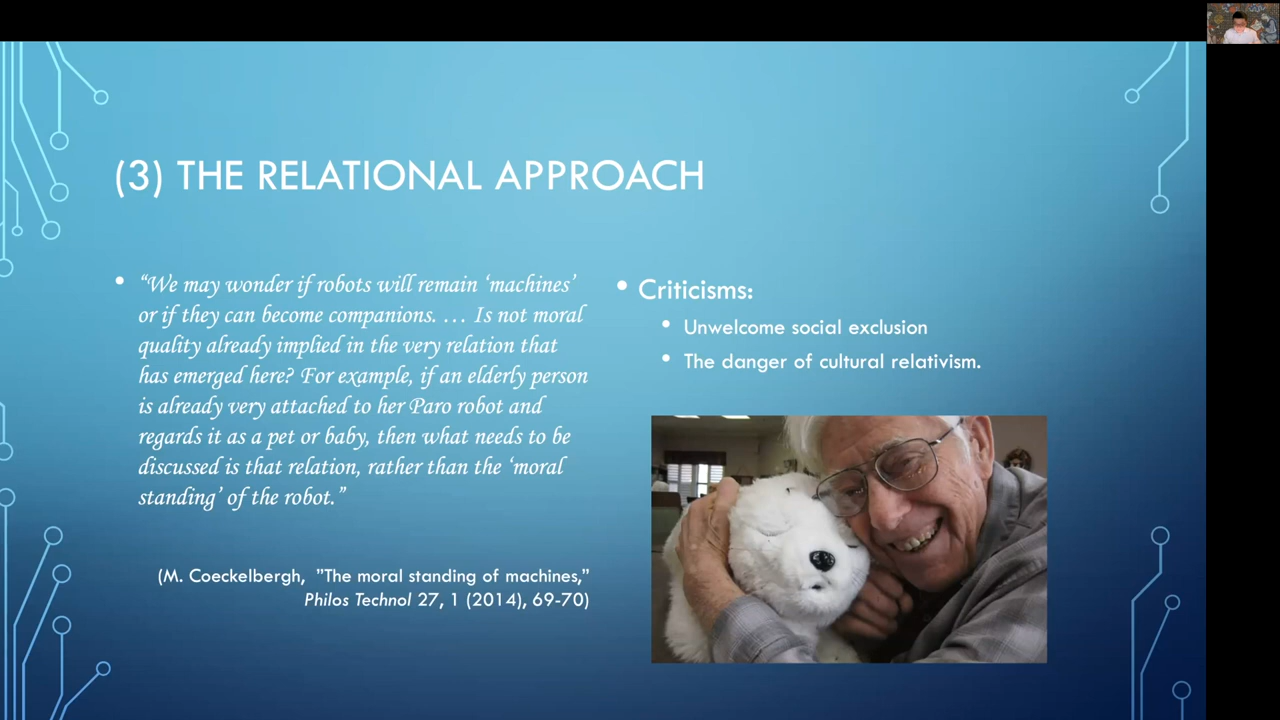 (3) THE RELATIONAL APPROACH
• “We may wonder if robots will remain ‘machines’
or if they can become companions. … Is not moral
quality already implied in the very relation that
has emerged here? For example, if an elderly person
is already very attached to her Paro robot and
regards it as a pet or baby, then what needs to be
discussed is that relation, rather than the ‘moral
standing’ of the robot.”
(M. Coeckelbergh, ”The moral standing of machines,”
Philos Technol 27, 1 (2014), 69-70)
• Criticisms:
• Unwelcome social exclusion
• The danger of cultural relativism.